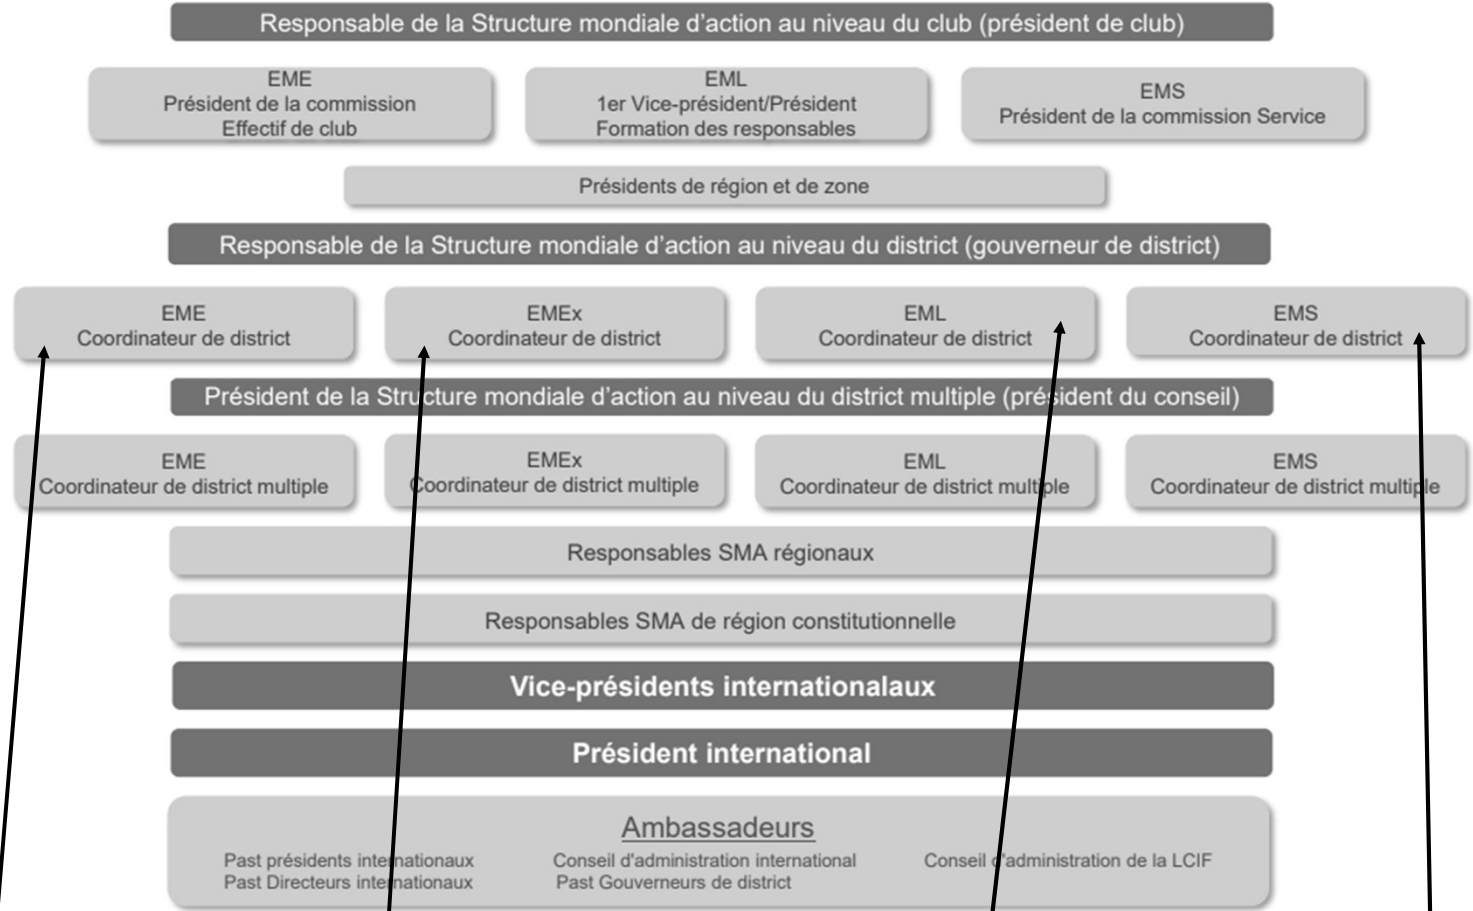 Responsable de la Structure mondiale d’action au niveau du club (président de club)
EME
Président de la commission
Effectif de club
EML
1er Vice-président/Président
Formation des responsables
EMS
Président de la commission Service
Présidents de région et de zone
Responsable de la Structure mondiale d’action au niveau du district (gouverneur de district)
EME
Coordinateur de district
EMEx
Coordinateur de district
EML
Coordinateur de district
EMS
Coordinateur de district
Président de la Structure mondiale d’action au niveau du district multiple (président du conseil)
EME
Coordinateur de district multiple
EMEx
Coordinateur de district multiple
EML
Coordinateur de district multiple
EMS
Coordinateur de district multiple
Responsables SMA régionaux
Responsables SMA de région constitutionnelle
Vice-présidents internationalaux
Président international
Ambassadeurs
Past présidents internationaux
Past Directeurs internationaux
Conseil d'administration international
Past Gouverneurs de district
Conseil d'administration de la LCIF